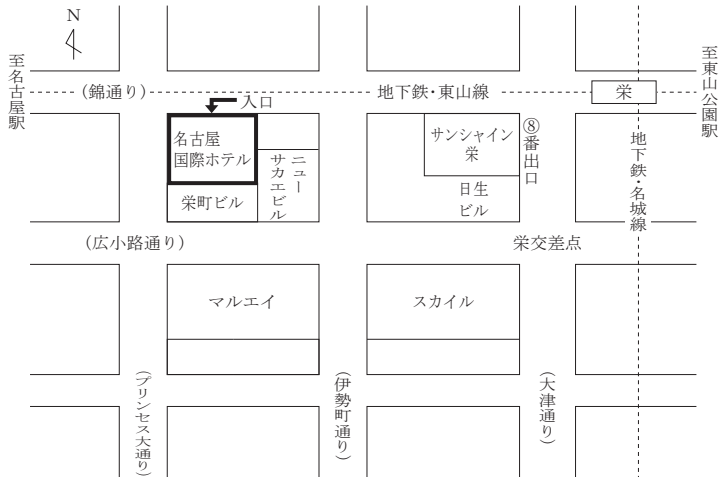 N
至名古屋駅
(錦通り)
入口
地下鉄・東山線
栄
至東山公園駅
名古屋
国際ホテル
ニュー
サカエビル
栄町ビル
サンシャイン
栄
⑧番出口
日生
ビル
地下鉄・名城線
(広小路通り)
栄交差点
マルエイ
スカイル
(プリンセス大通り)
(伊勢町通り)
(大津通り)